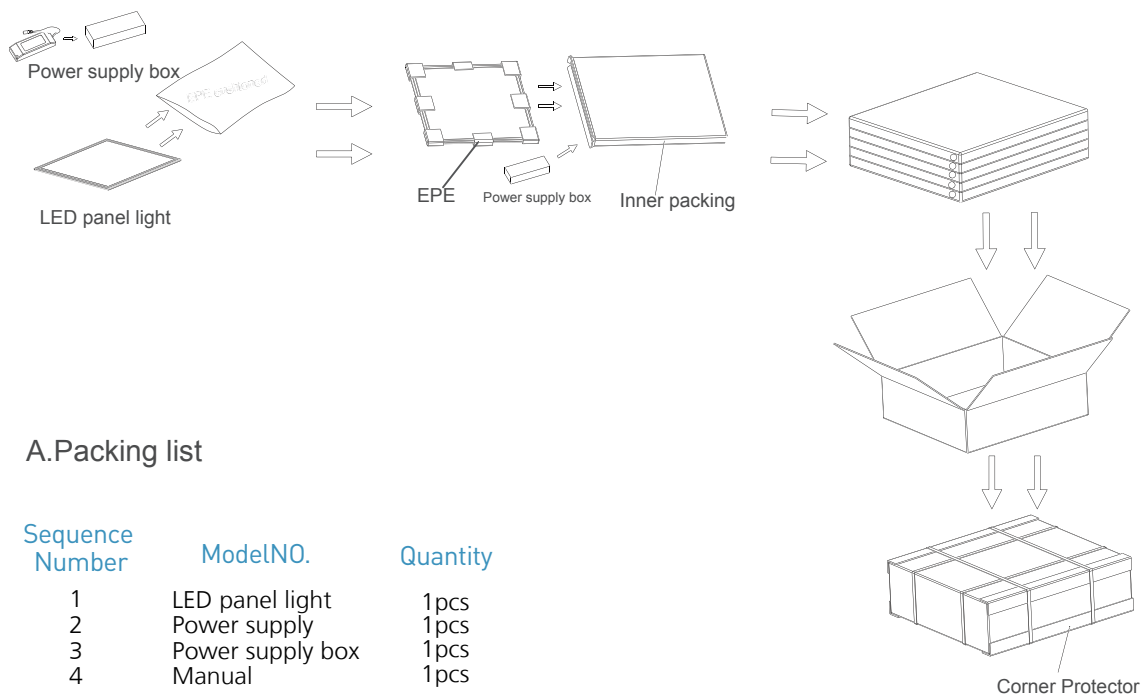 Power supply box
LED panel light
EPE
Power supply box
Inner packing
A.Packing list
Sequence Number ModelNO. Quantity
1 LED panel light 1pcs
2 Power supply 1pcs
3 Power supply box 1pcs
4 Manual 1pcs
Corner Protector